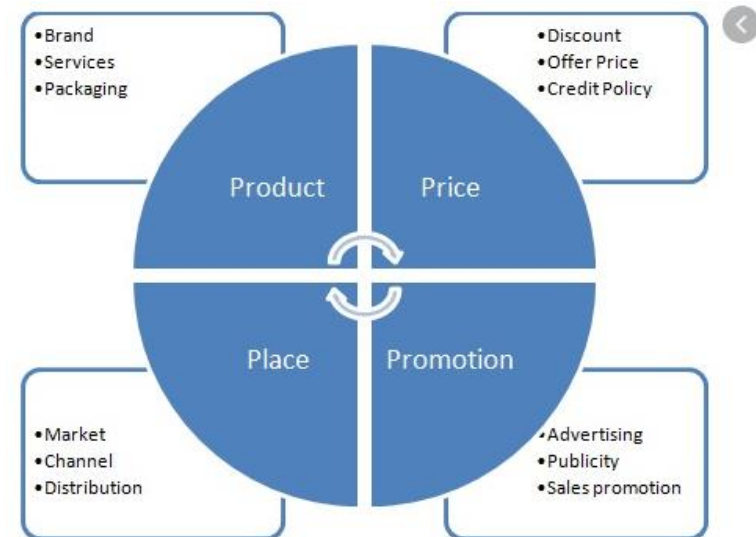 •Brand
•Services
•Packaging
•Discount
•Offer Price
•Credit Policy
Product
Price
Place
Promotion
•Market
•Channel
•Distribution
•Advertising
•Publicity
•Sales promotion